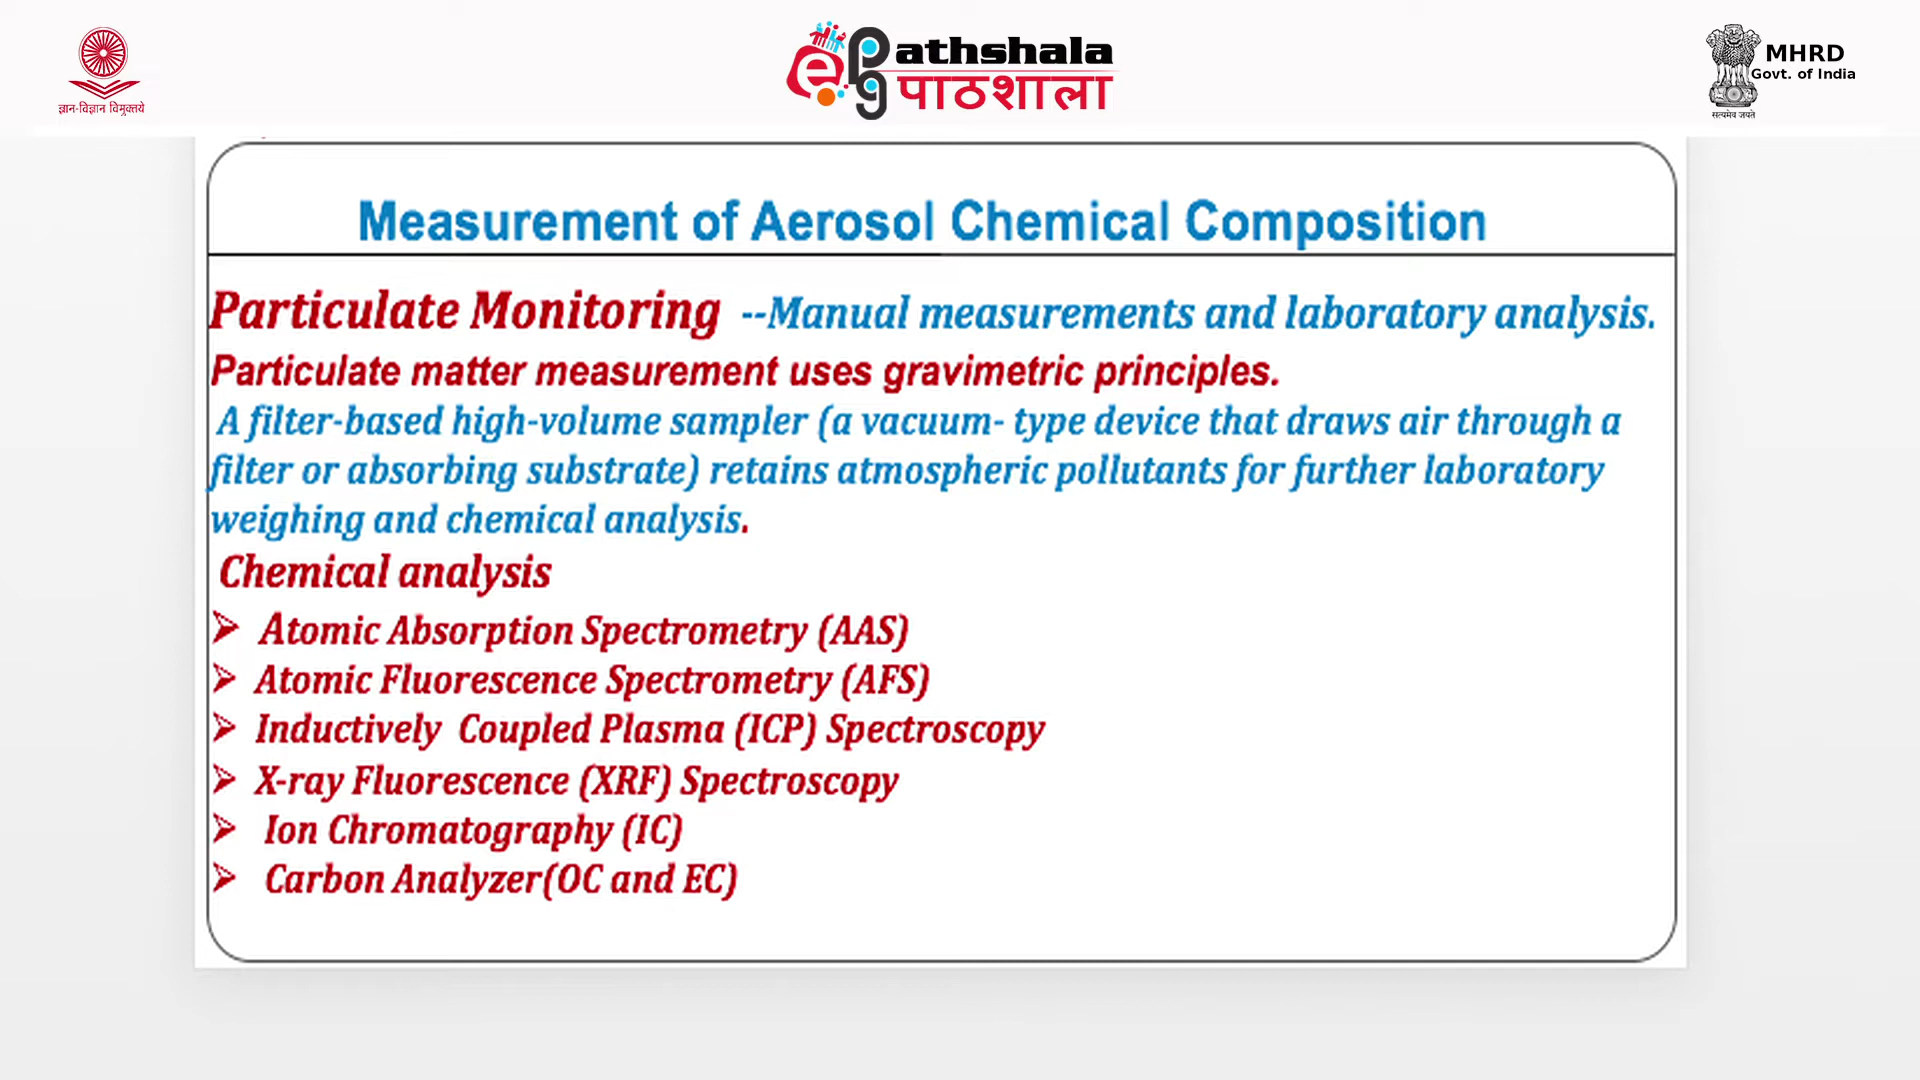 ज्ञान-विज्ञान विमुक्तये
ePG athshala
पाठशाला
MHRD
Govt. of India
सत्यमेव जयते
Measurement of Aerosol Chemical Composition
Particulate Monitoring --Manual measurements and laboratory analysis.
Particulate matter measurement uses gravimetric principles.
A filter-based high-volume sampler (a vacuum- type device that draws air through a
filter or absorbing substrate) retains atmospheric pollutants for further laboratory
weighing and chemical analysis.
Chemical analysis
➢ Atomic Absorption Spectrometry (AAS)
➢ Atomic Fluorescence Spectrometry (AFS)
➢ Inductively Coupled Plasma (ICP) Spectroscopy
➢ X-ray Fluorescence (XRF) Spectroscopy
➢ Ion Chromatography (IC)
➢ Carbon Analyzer(OC and EC)